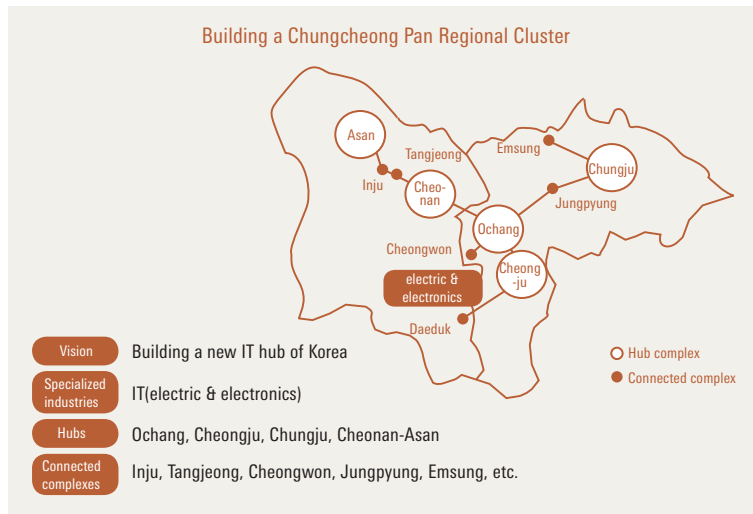 Building a Chungcheong Pan Regional Cluster
Asan
Tangjeong
Emsung
Chungju
Inju
Cheo-
nan
Jungpyung
Ochang
Cheongwon
Cheong
-ju
electric &
electronics
Daeduk
Vision
Building a new IT hub of Korea
Hub complex
Connected complex
Specialized
industries
IT(electric & electronics)
Hubs
Ochang, Cheongju, Chungju, Cheonan-Asan
Connected
complexes
Inju, Tangjeong, Cheongwon, Jungpyung, Emsung, etc.